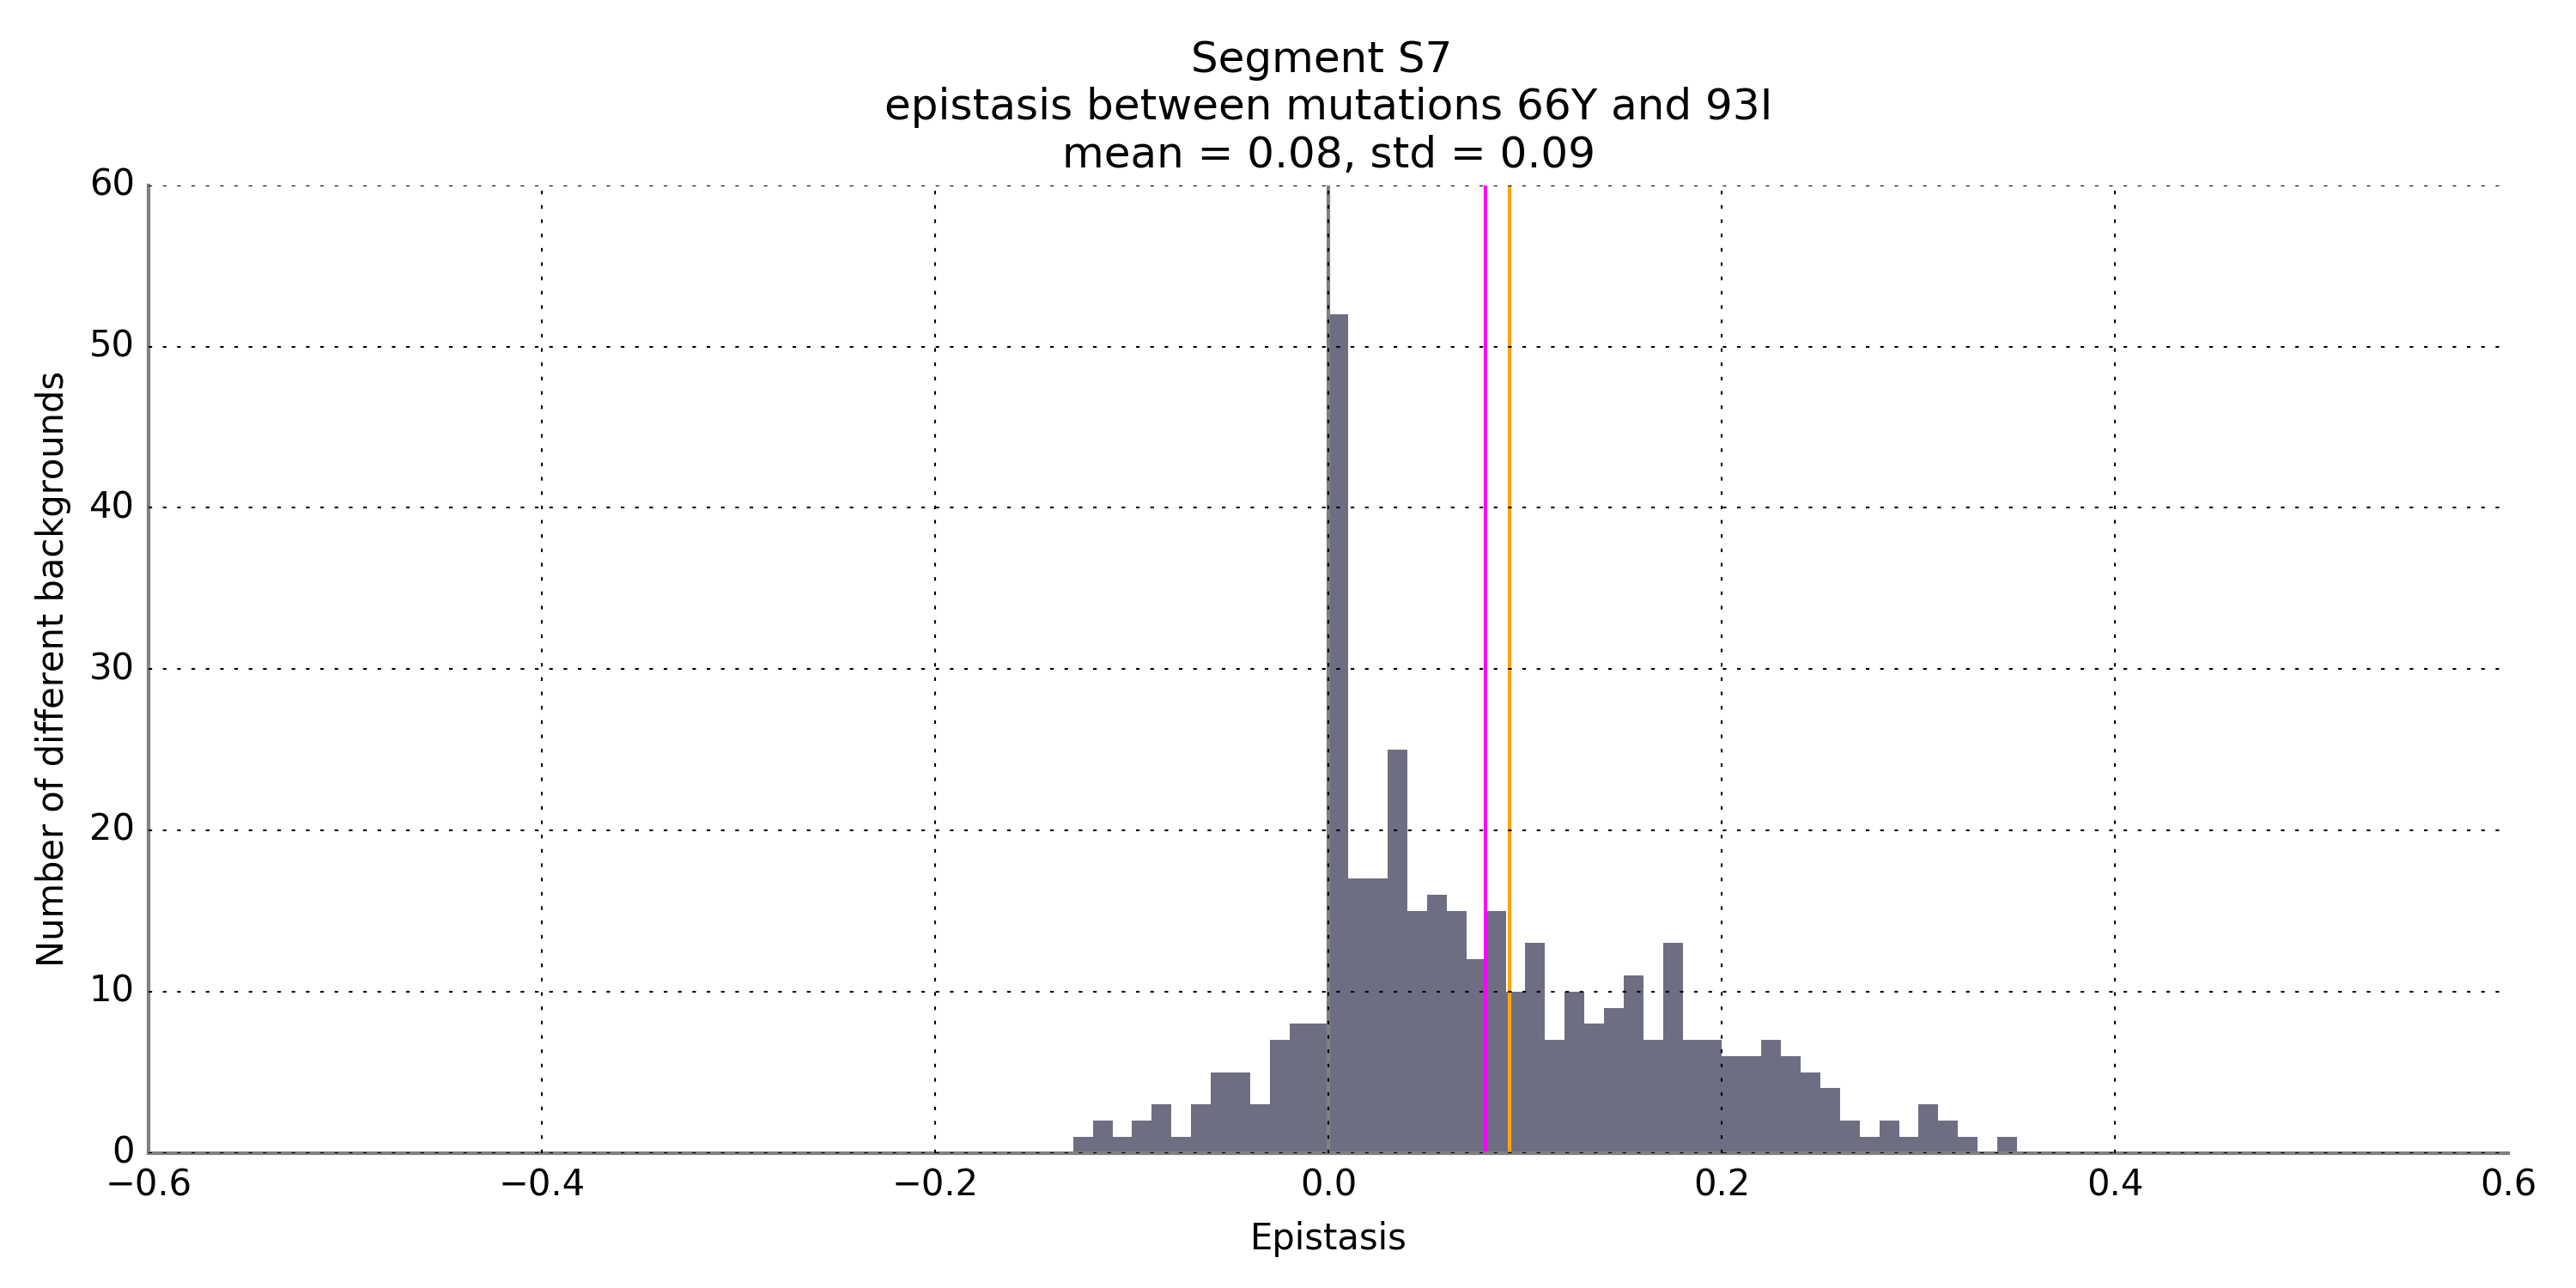 Segment S7
epistasis between mutations 66Y and 93I
mean = 0.08, std = 0.09
60
50
40
30
20
10
0
Number of different backgrounds
−0.6 −0.4 −0.2 0.0 0.2 0.4 0.6
Epistasis